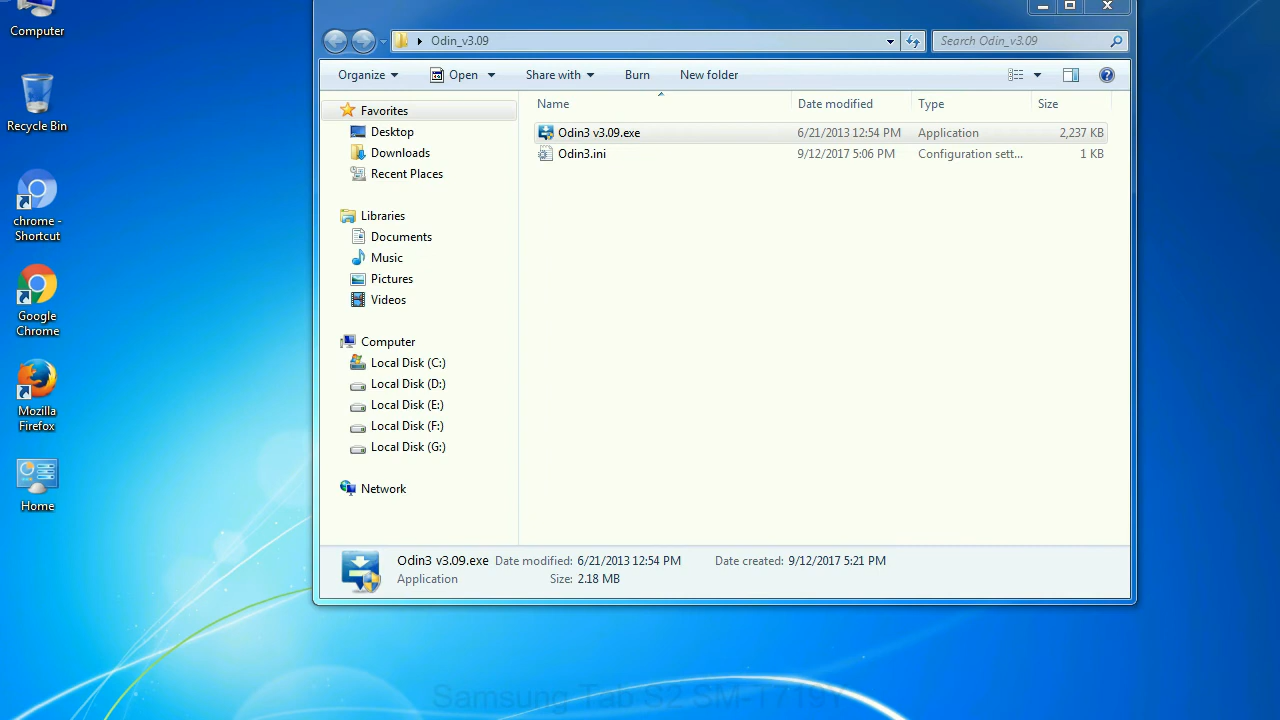 Computer
Recycle Bin
chrome -
Shortcut
Google
Chrome
Mozilla
Firefox
Home
Odin_v3.09
Search Odin_v3.09
Organize Open Share with Burn New folder
Favorites
Desktop
Downloads
Recent Places
Libraries
Documents
Music
Pictures
Videos
Computer
Local Disk (C:)
Local Disk (D:)
Local Disk (E:)
Local Disk (F:)
Local Disk (G:)
Network
Name Date modified Type Size
Odin3 v3.09.exe 6/21/2013 12:54 PM Application 2,237 KB
Odin3.ini 9/12/2017 5:06 PM Configuration sett... 1 KB
Odin3 v3.09.exe Date modified: 6/21/2013 12:54 PM Date created: 9/12/2017 5:21 PM
Application Size: 2.18 MB
Samsung Tab S2 SM-T719Y